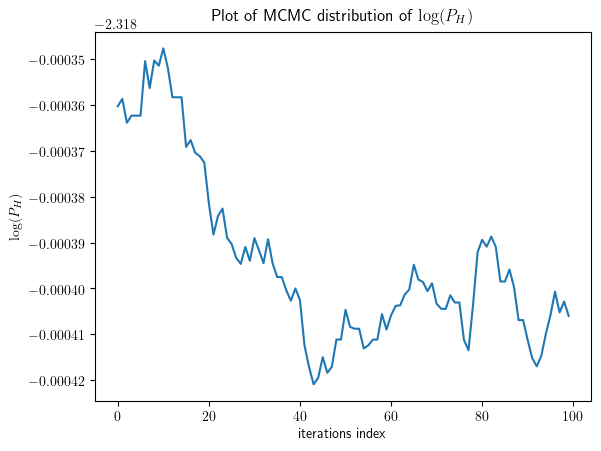 Plot of MCMC distribution of log(P_H)
−2.318
−0.00035
−0.00036
−0.00037
−0.00038
−0.00039
−0.00040
−0.00041
−0.00042
log(P_H)
0 20 40 60 80 100
iterations index